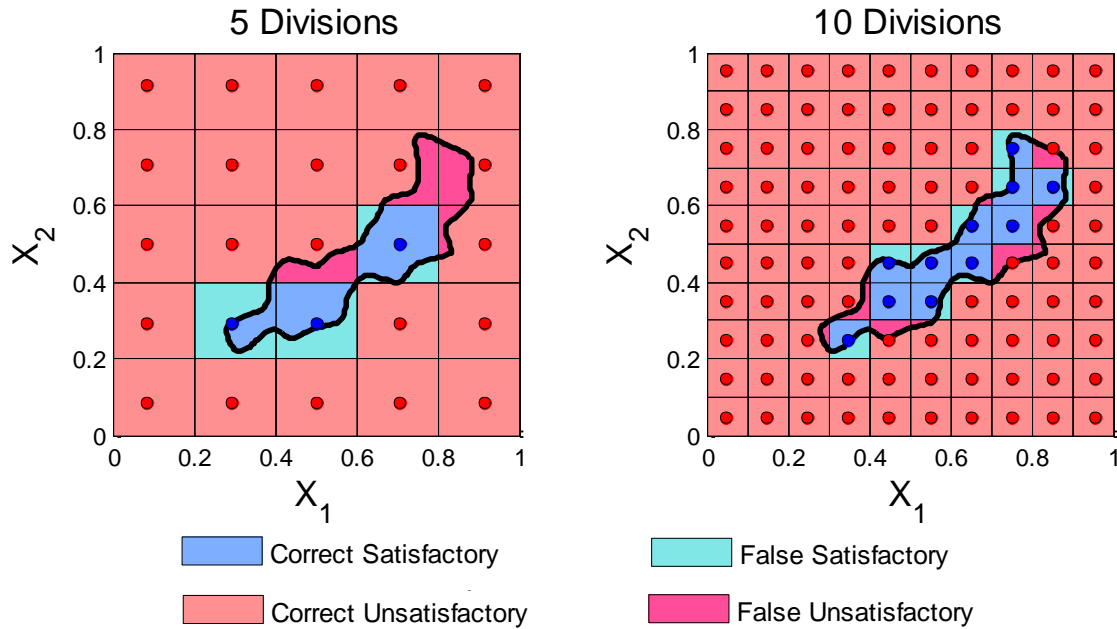 5 Divisions
1
0.8
0.6
0.4
0.2
0
X2
0
0.2
0.4
0.6
0.8
1
X1
10 Divisions
1
0.8
0.6
0.4
0.2
0
X2
0
0.2
0.4
0.6
0.8
1
X1
Correct Satisfactory
False Satisfactory
Correct Unsatisfactory
False Unsatisfactory